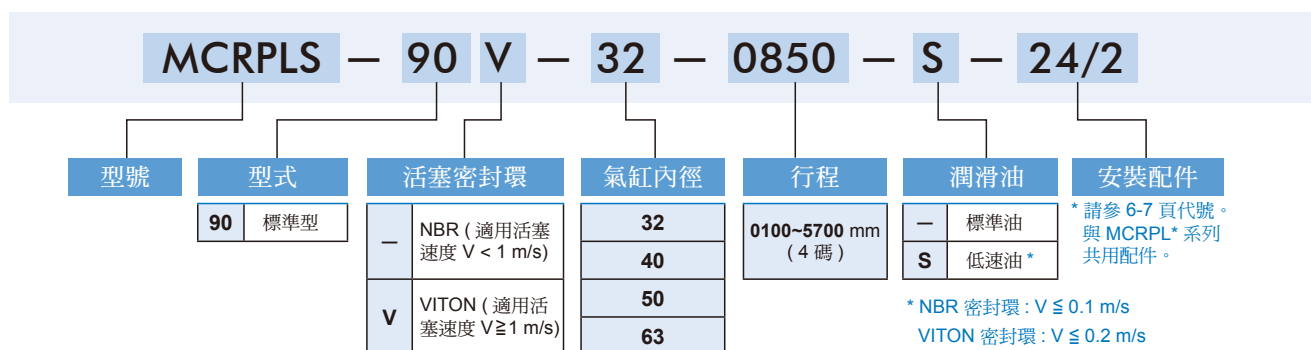 MCRPLS — 90 V — 32 — 0850 — S — 24/2
型號
型式
90 標準型
活塞密封環
— NBR ( 適用活塞
速度 V < 1 m/s)
V VITON ( 適用活
塞速度 V≧1 m/s)
氣缸內徑
32
40
50
63
行程
0100~5700 mm
( 4 碼 )
潤滑油
— 標準油
S 低速油 *
* NBR 密封環 : V ≦ 0.1 m/s
VITON 密封環 : V ≦ 0.2 m/s
安裝配件
* 請參 6-7 頁代號。
與 MCRPL* 系列
共用配件。